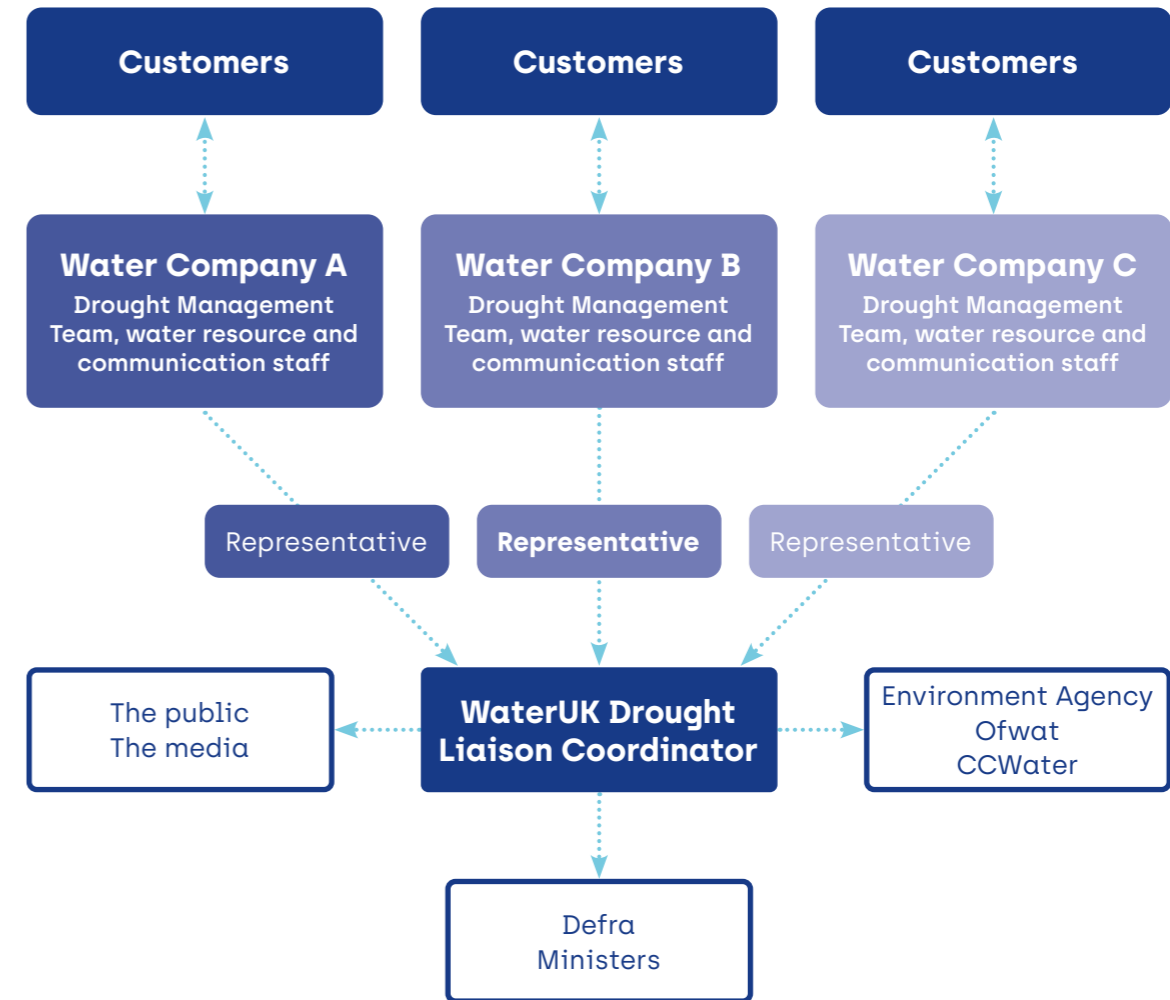 Customers
Customers
Customers
Water Company A
Drought Management
Team, water resource and
communication staff
Water Company B
Drought Management
Team, water resource and
communication staff
Water Company C
Drought Management
Team, water resource and
communication staff
Representative
Representative
Representative
The public
The media
WaterUK Drought
Liaison Coordinator
Environment Agency
Ofwat
CCWater
Defra
Ministers